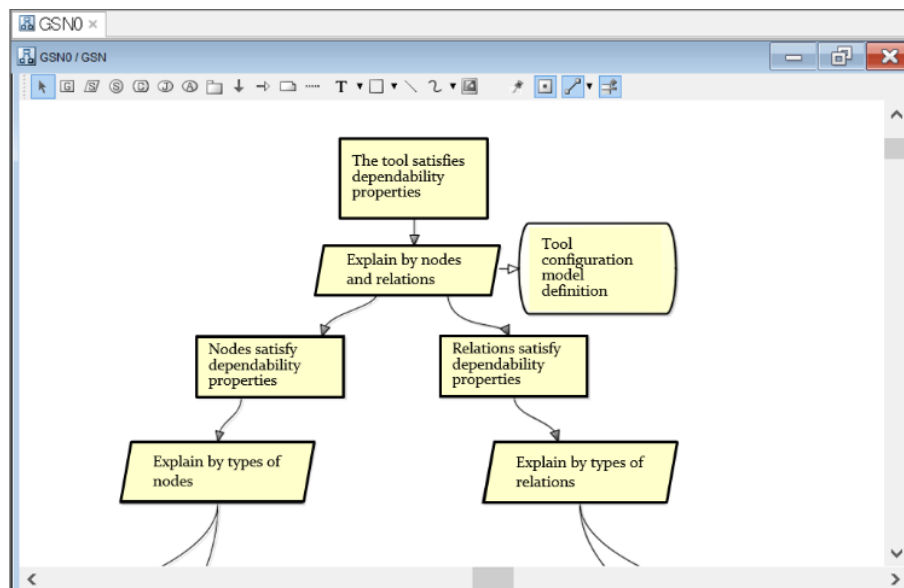 GSN0
GSN0 / GSN
G
S
S
C
J
A
T
The tool satisfies
dependability
properties
Explain by nodes
and relations
Tool
configuration
model
definition
Nodes satisfy
dependability
properties
Relations satisfy
dependability
properties
Explain by types of
nodes
Explain by types of
relations